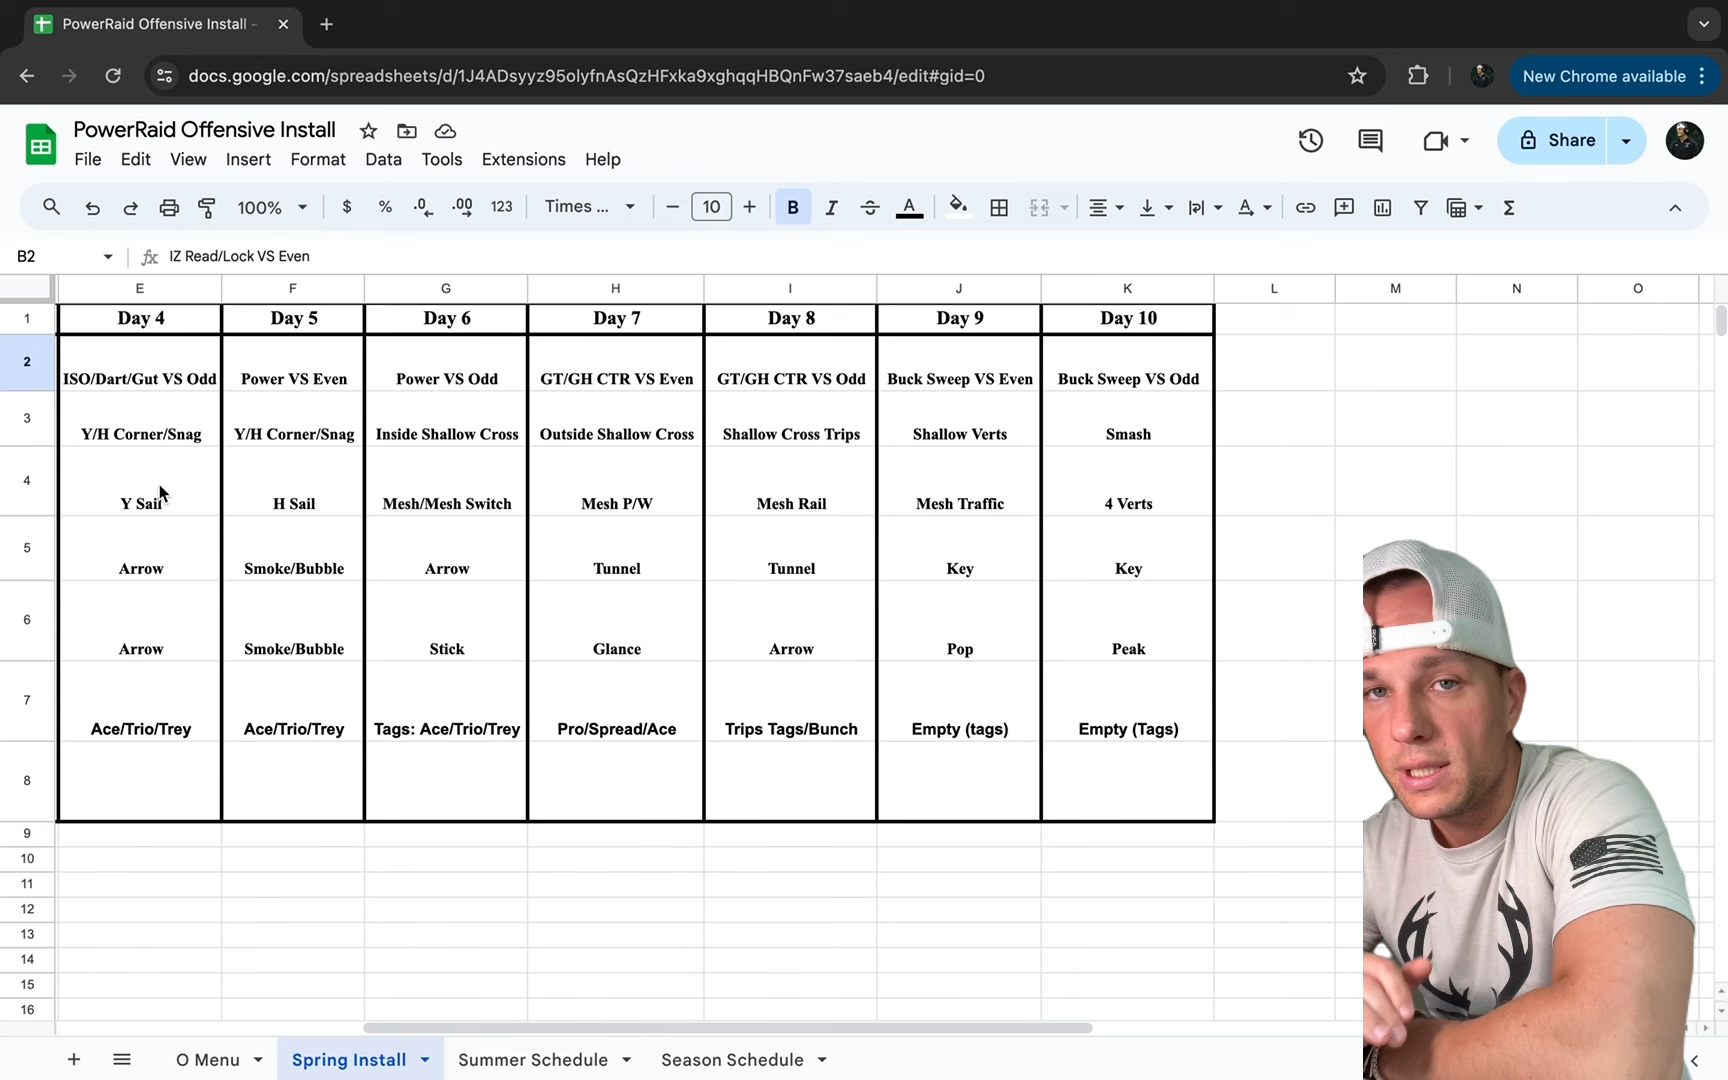 PowerRaid Offensive Install -
docs.google.com/spreadsheets/d/1J4ADsyyz95olyfnAsQzHFxka9xghqqHBQnFw37saeb4/edit#gid=0
New Chrome available
PowerRaid Offensive Install
File Edit View Insert Format Data Tools Extensions Help
Share
100% $ % .0 .00 123 Times ... 10 B I S A
B2 fx IZ Read/Lock VS Even
E F G H I J K L M N O
1 Day 4 Day 5 Day 6 Day 7 Day 8 Day 9 Day 10
2 ISO/Dart/Gut VS Odd Power VS Even Power VS Odd GT/GH CTR VS Even GT/GH CTR VS Odd Buck Sweep VS Even Buck Sweep VS Odd
3 Y/H Corner/Snag Y/H Corner/Snag Inside Shallow Cross Outside Shallow Cross Shallow Cross Trips Shallow Verts Smash
4 Y Sail H Sail Mesh/Mesh Switch Mesh P/W Mesh Rail Mesh Traffic 4 Verts
5 Arrow Smoke/Bubble Arrow Tunnel Tunnel Key Key
6 Arrow Smoke/Bubble Stick Glance Arrow Pop Peak
7 Ace/Trio/Trey Ace/Trio/Trey Tags: Ace/Trio/Trey Pro/Spread/Ace Trips Tags/Bunch Empty (tags) Empty (Tags)
8
9
10
11
12
13
14
15
16
O Menu Spring Install Summer Schedule Season Schedule